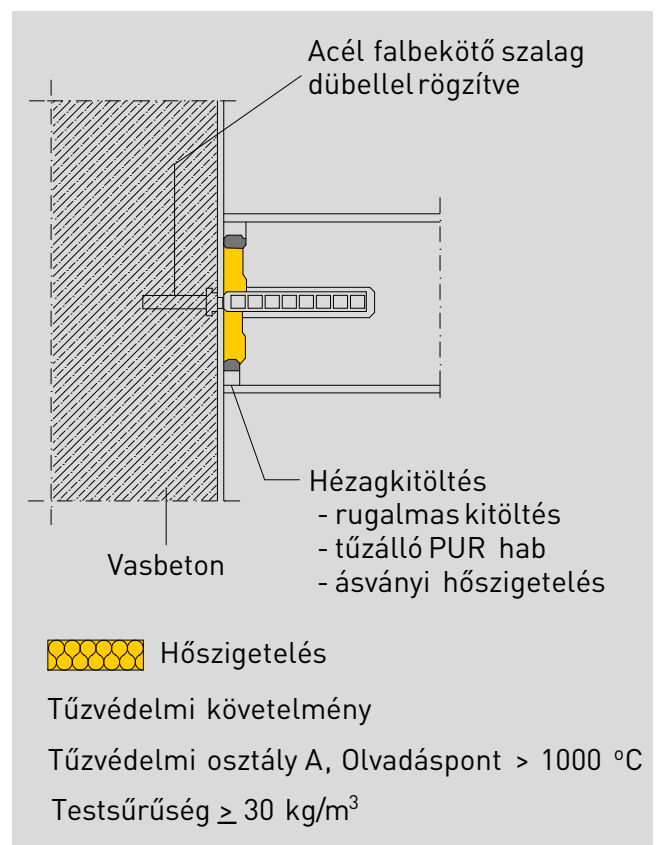 Acél falbekötő szalag
dübellel rögzítve
Hézagkitöltés
- rugalmas kitöltés
- tűzálló PUR hab
- ásványi hőszigetelés
Vasbeton
Hőszigetelés
Tűzvédelmi követelmény
Tűzvédelmi osztály A, Olvadáspont > 1000 °C
Testsűrűség ≥ 30 kg/m³